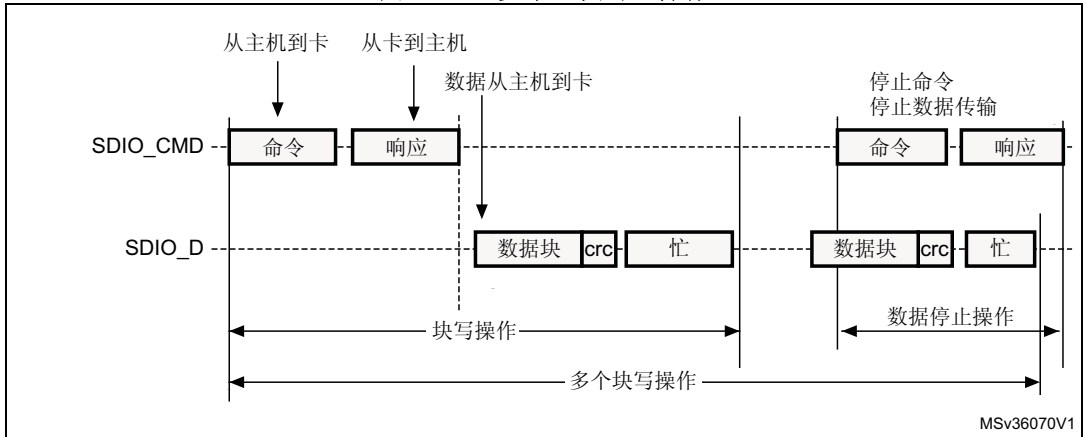 从主机到卡 从卡到主机
数据从主机到卡
停止命令
停止数据传输
SDIO_CMD 命令 响应 命令 响应
SDIO_D 数据块 crc 忙 数据块 crc 忙
块写操作 数据停止操作
多个块写操作
MSv36070V1